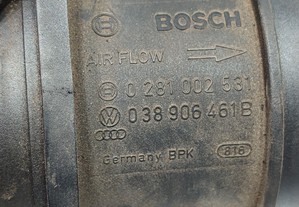 BOSCH
AIR FLOW
0 281 002 531
038 906 461B
Germany BPK 818